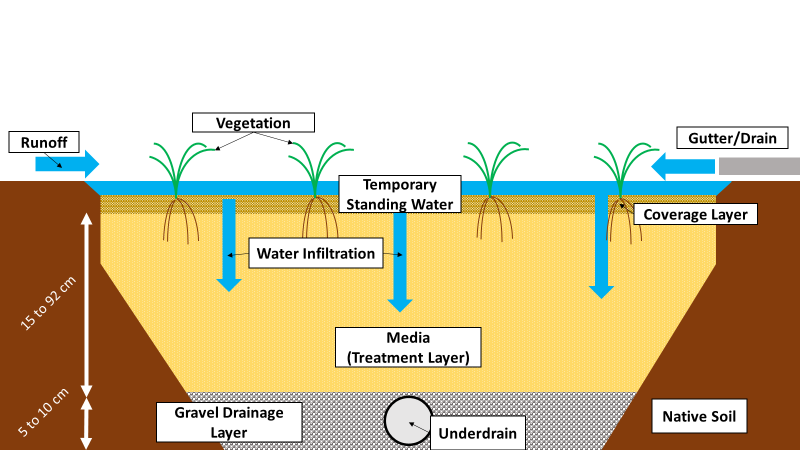 Vegetation
Runoff
Gutter/Drain
Temporary
Standing Water
Coverage Layer
Water Infiltration
15 to 92 cm
Media
(Treatment Layer)
5 to 10 cm
Gravel Drainage
Layer
Underdrain
Native Soil